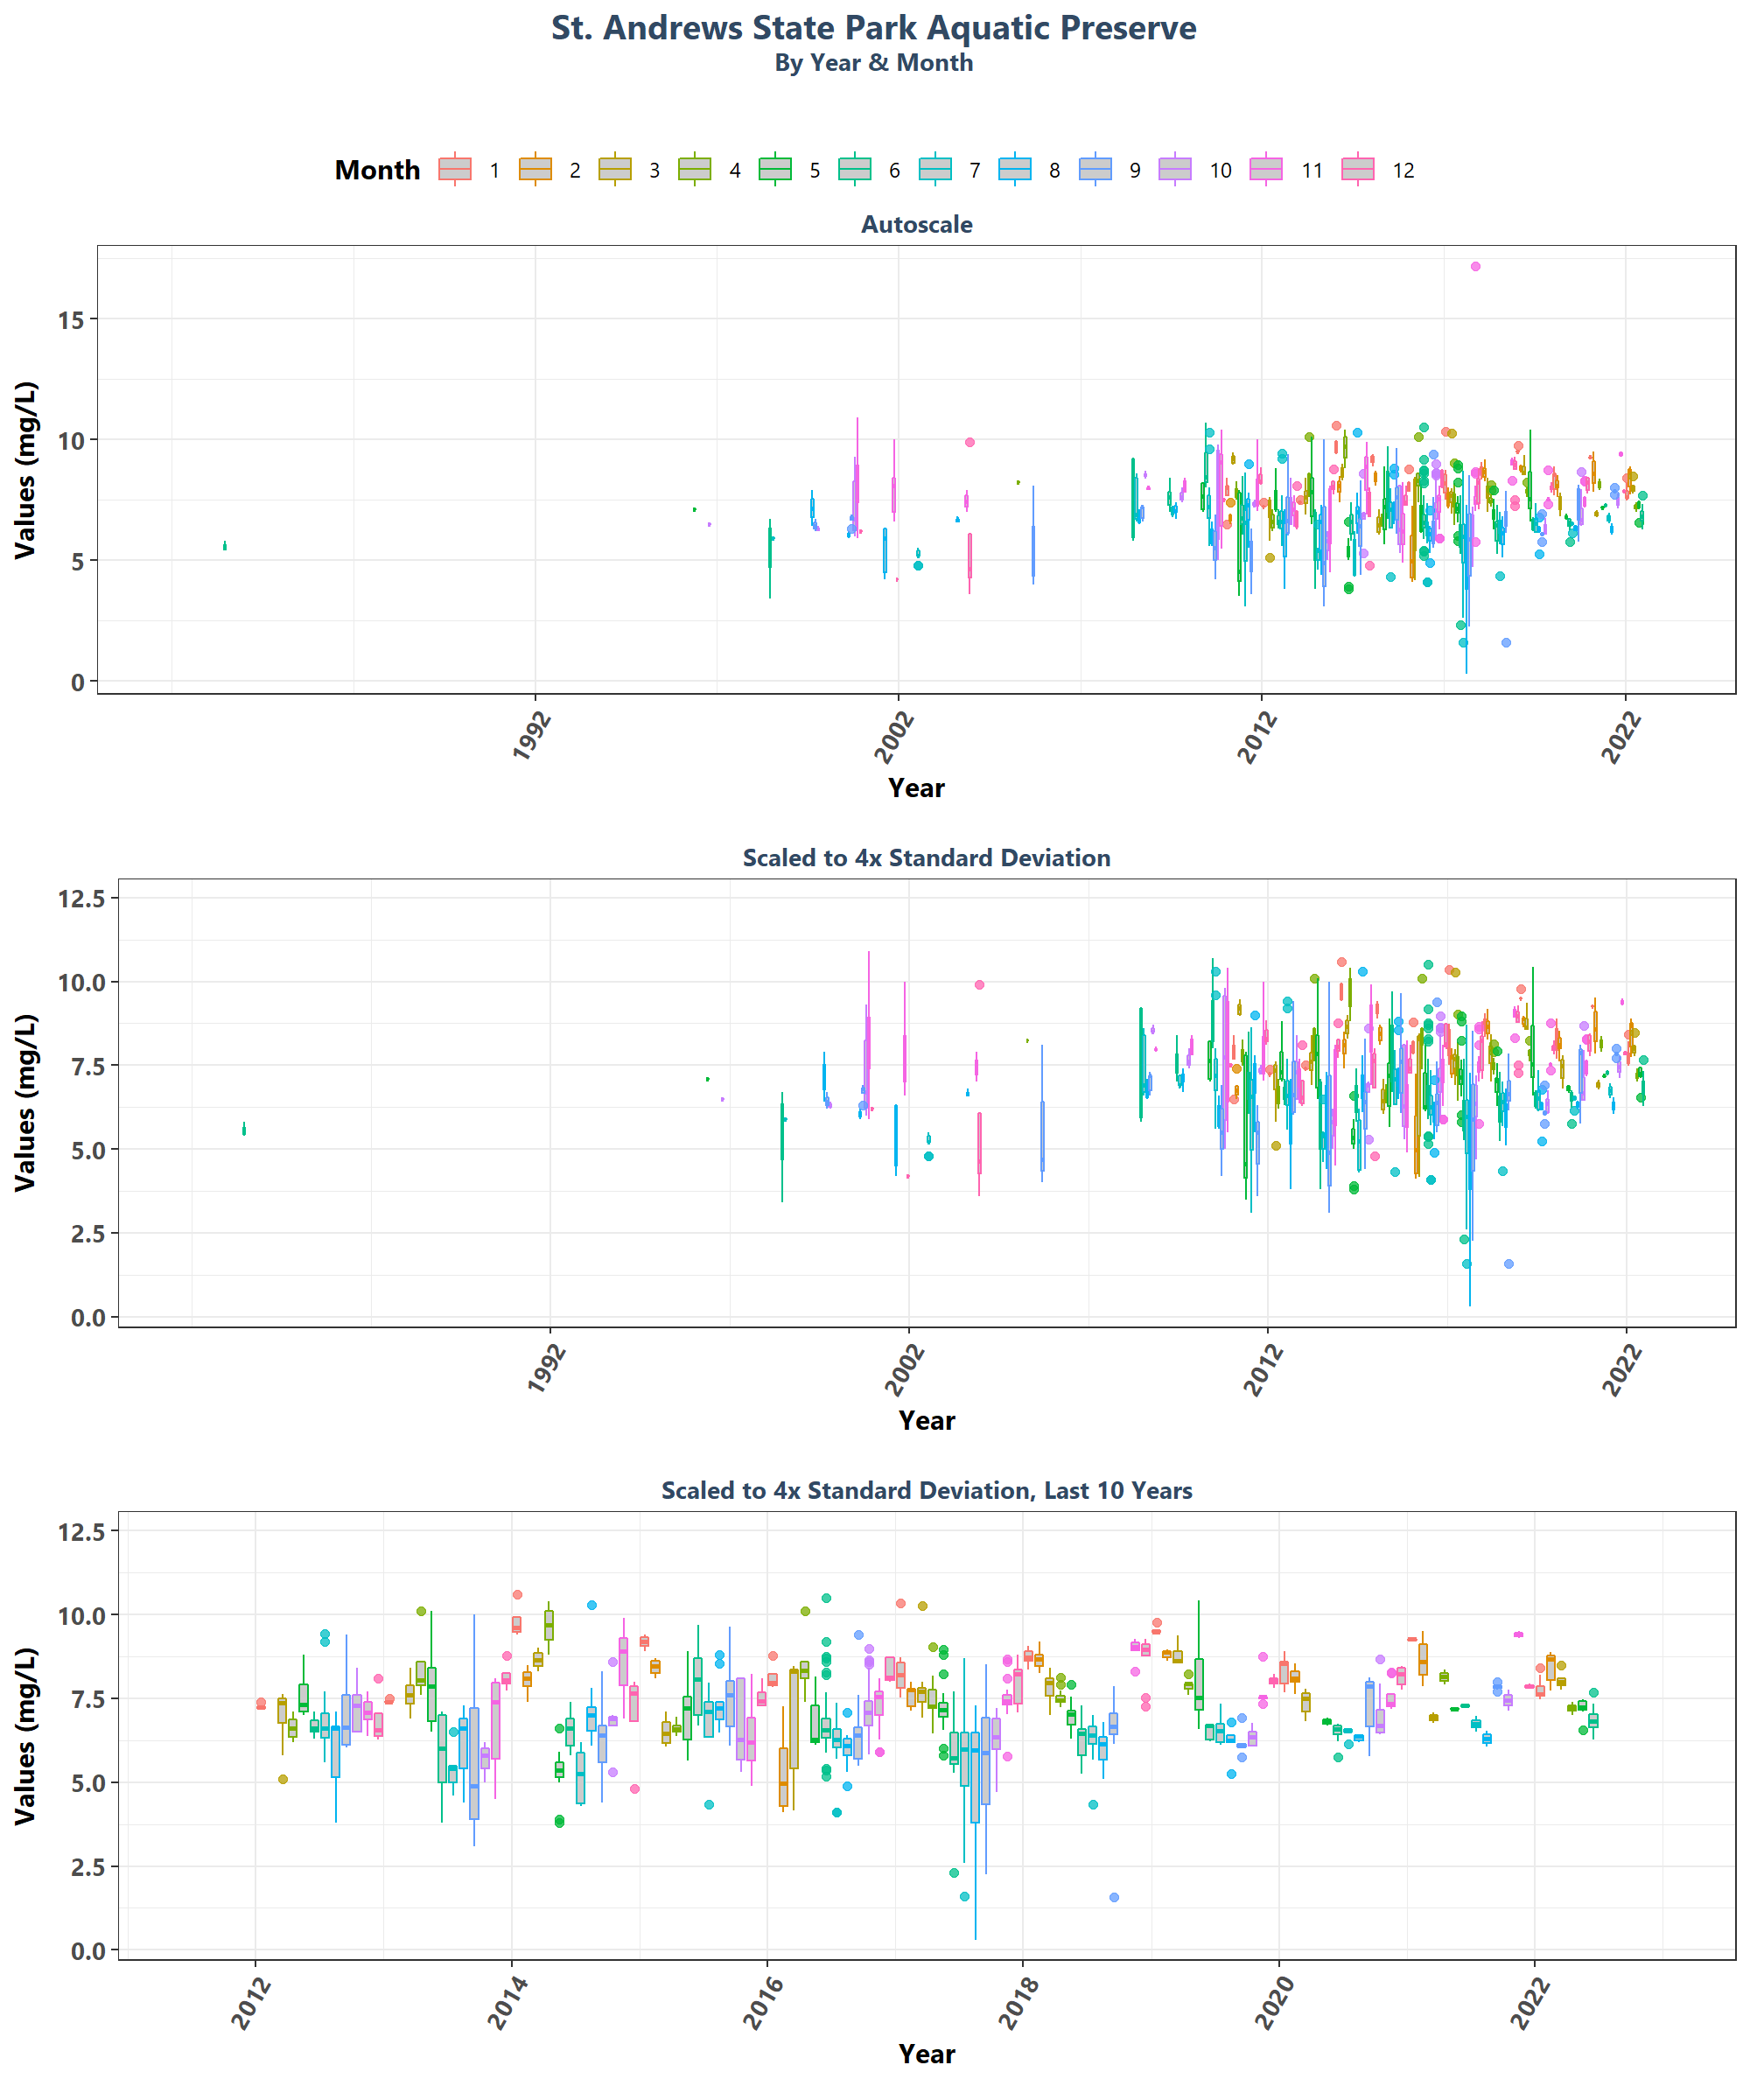 St. Andrews State Park Aquatic Preserve
By Year & Month
Month 1 2 3 4 5 6 7 8 9 10 11 12
Autoscale
Values (mg/L)
15
10
5
0
1992 2002 2012 2022
Year
Scaled to 4x Standard Deviation
Values (mg/L)
12.5
10.0
7.5
5.0
2.5
0.0
1992 2002 2012 2022
Year
Scaled to 4x Standard Deviation, Last 10 Years
Values (mg/L)
12.5
10.0
7.5
5.0
2.5
0.0
2012 2014 2016 2018 2020 2022
Year